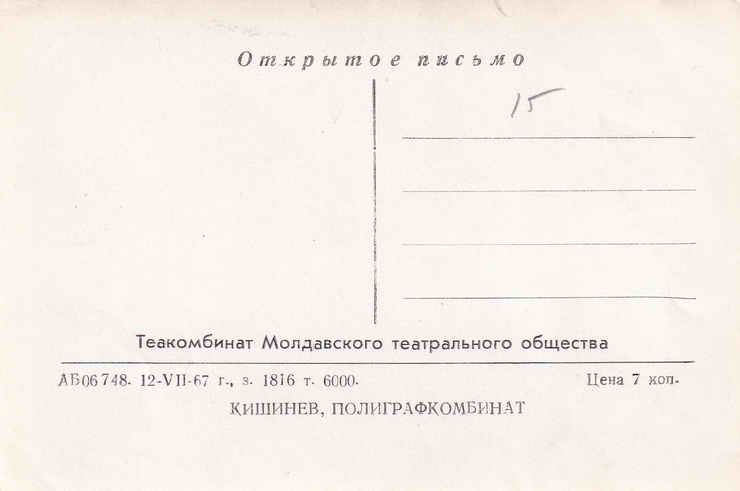 Открытое письмо
15
Теакомбинат Молдавского театрального общества
АБ06748. 12-VII-67 г., з. 1816 т. 6000.
Цена 7 коп.
КИШИНЕВ, ПОЛИГРАФКОМБИНАТ